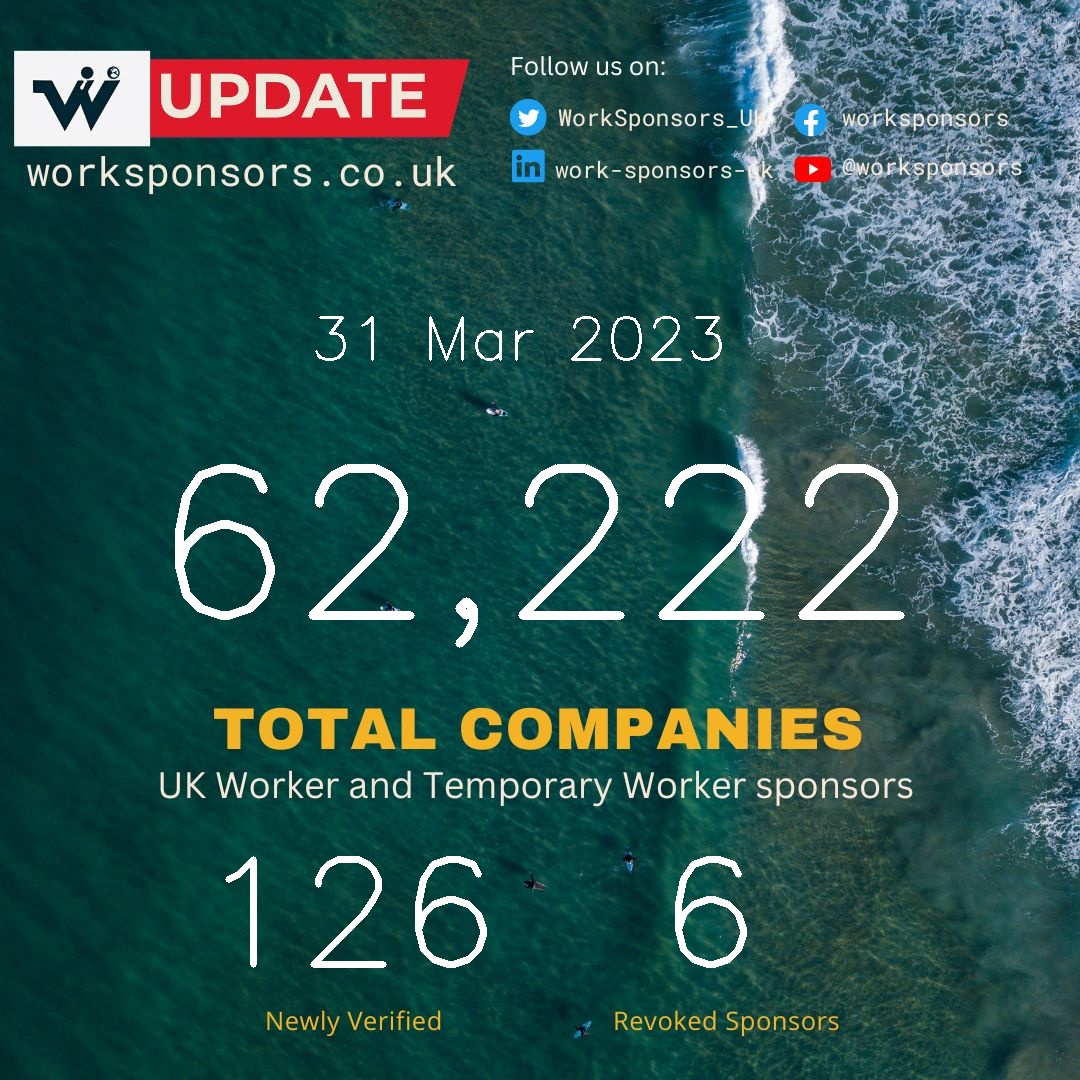 UPDATE
worksponsors.co.uk
Follow us on:
WorkSponsors_UK
worksponsors
work-sponsors-uk
@worksponsors
31 Mar 2023
62,222
TOTAL COMPANIES
UK Worker and Temporary Worker sponsors
126
6
Newly Verified
Revoked Sponsors